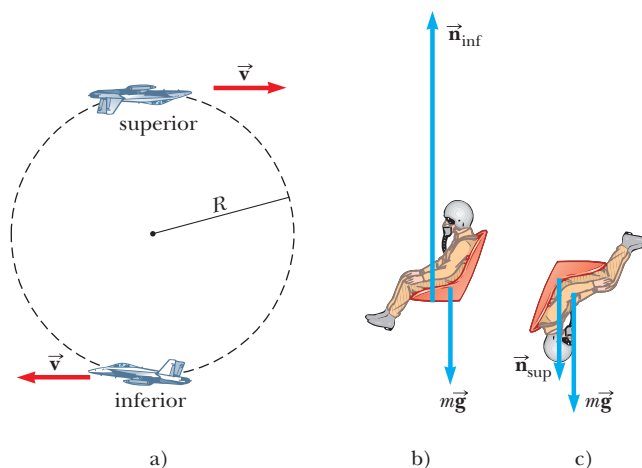 v⃗
superior
R
v⃗
inferior
a)
n⃗inf
mg⃗
b)
n⃗sup
mg⃗
c)